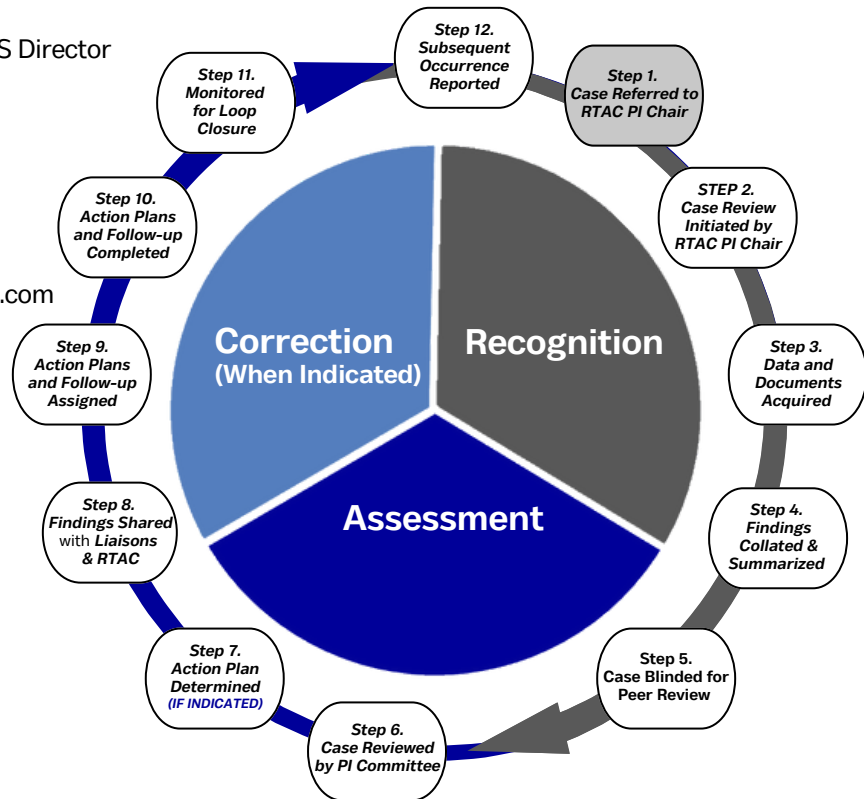 S Director
.com
Step 1.
Case Referred to
RTAC PI Chair
STEP 2.
Case Review
Initiated by
RTAC PI Chair
Step 3.
Data and
Documents
Acquired
Step 4.
Findings
Collated &
Summarized
Step 5.
Case Blinded for
Peer Review
Step 6.
Case Reviewed
by PI Committee
Step 7.
Action Plan
Determined
(IF INDICATED)
Step 8.
Findings Shared
with Liaisons
& RTAC
Step 9.
Action Plans
and Follow-up
Assigned
Step 10.
Action Plans
and Follow-up
Completed
Step 11.
Monitored
for Loop
Closure
Step 12.
Subsequent
Occurrence
Reported
Correction
(When Indicated)
Recognition
Assessment